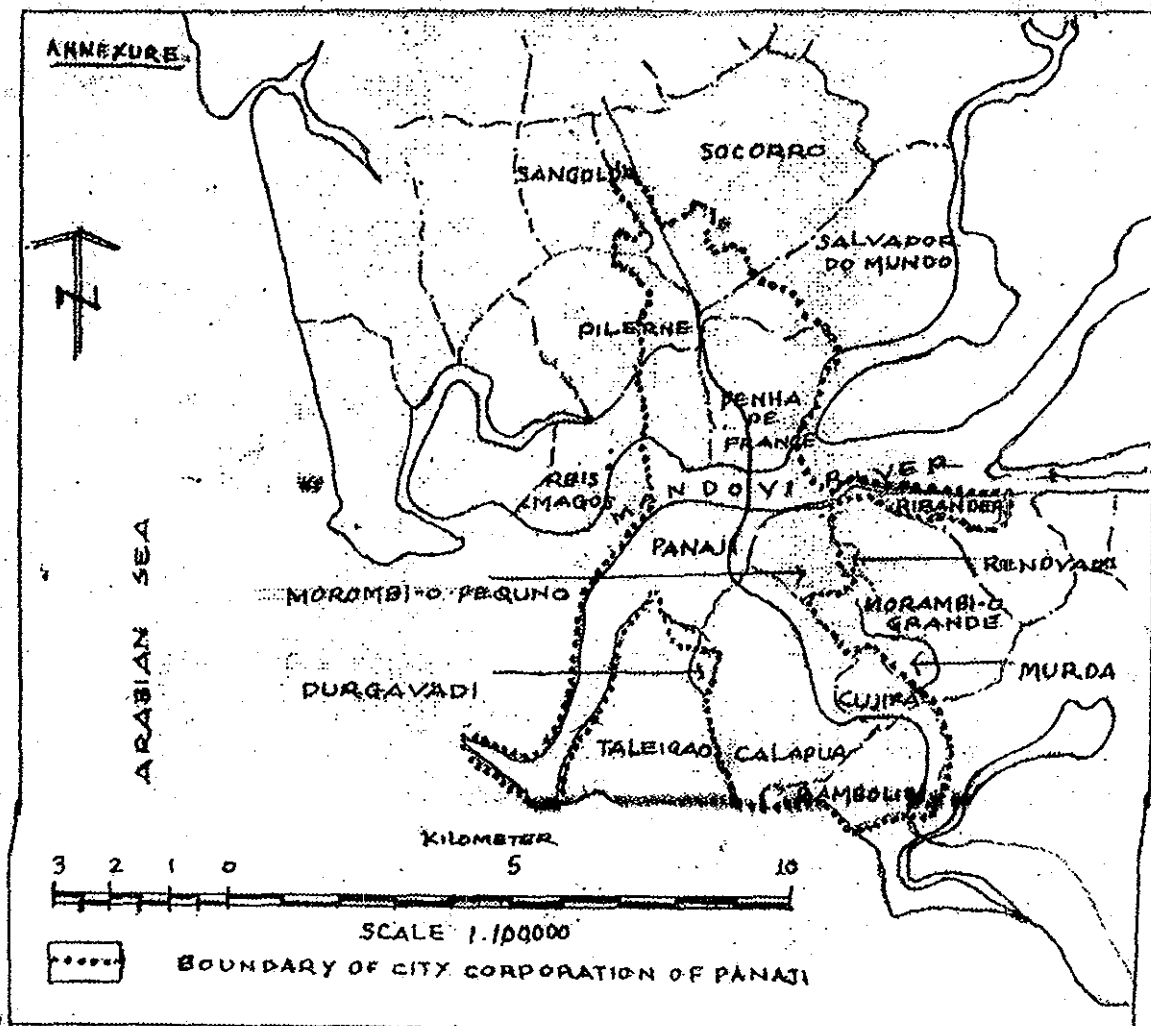 ANNEXURE
SOCORRO
SANGOLDA
SALVADOR
DO MUNDO
N
PILERNE
PENHA
DE
FRANCE
REIS
MAGOS
MANDOVI RIVER
RIBANDER
PANAJI
RENOVADI
MOROMBI-O PEQUNO
MORAMBI-O
GRANDE
MURDA
DURGAVADI
CUJIRA
TALEIGAO
CALAPUA
BAMBOLIM
ARABIAN SEA
KILOMETER
3 2 1 0 5 10
SCALE 1.100000
BOUNDARY OF CITY CORPORATION OF PANAJI